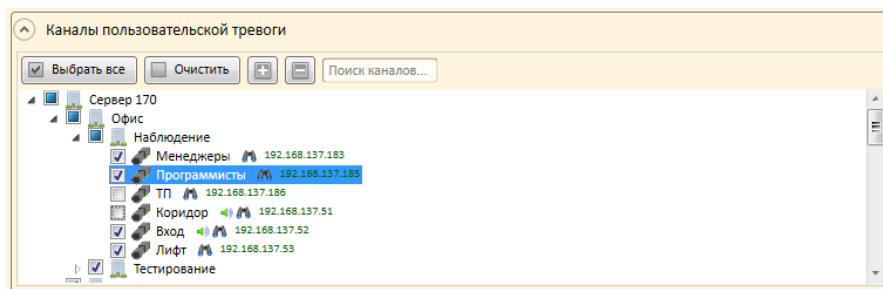 Каналы пользовательской тревоги
Выбрать все Очистить Поиск каналов...
Сервер 170
Офис
Наблюдение
Менеджеры 192.168.137.183
Программисты 192.168.137.185
ТП 192.168.137.186
Коридор 192.168.137.51
Вход 192.168.137.52
Лифт 192.168.137.53
Тестирование